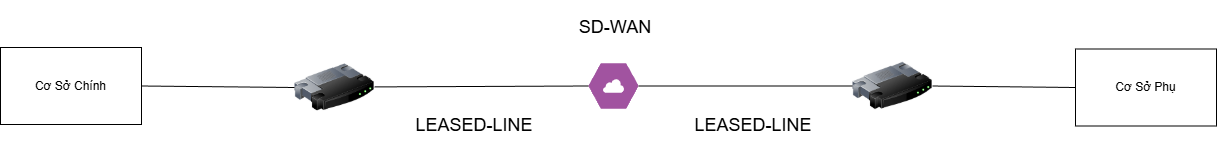 SD-WAN
Cơ Sở Chính
Cơ Sở Phụ
LEASED-LINE
LEASED-LINE